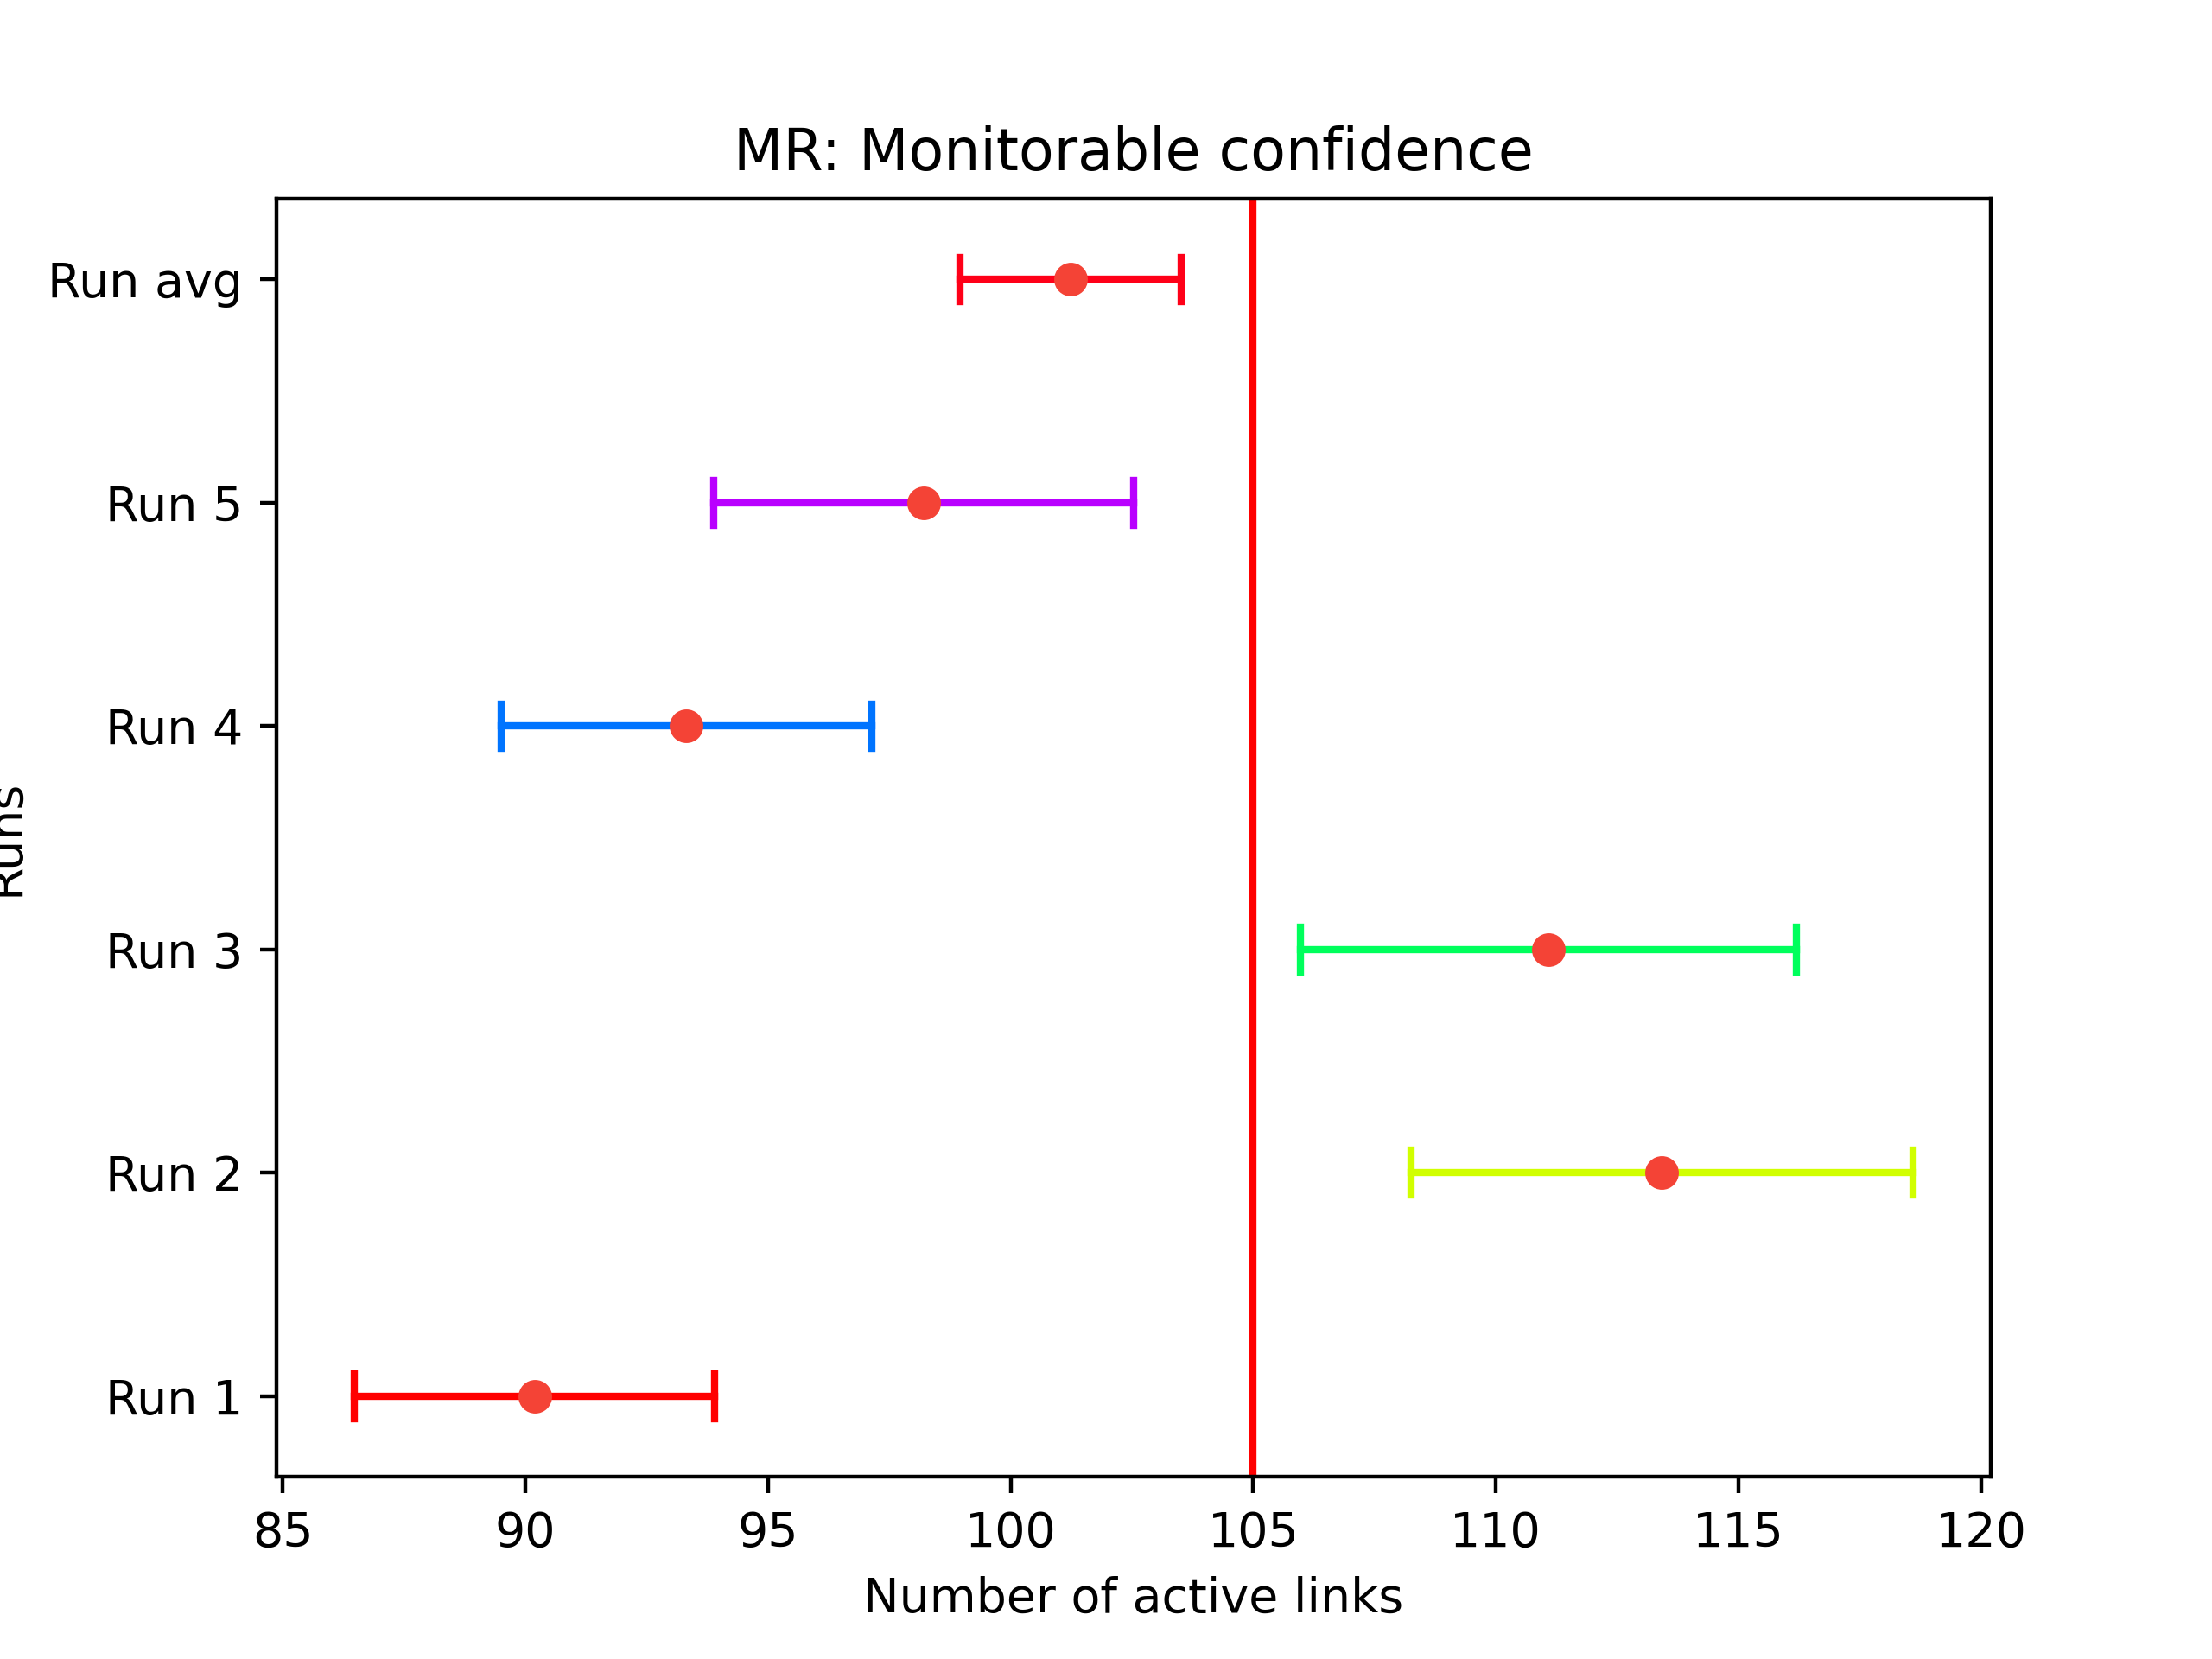 MR: Monitorable confidence
Run avg
Run 5
Run 4
Run 3
Run 2
Run 1
Runs
85 90 95 100 105 110 115 120
Number of active links